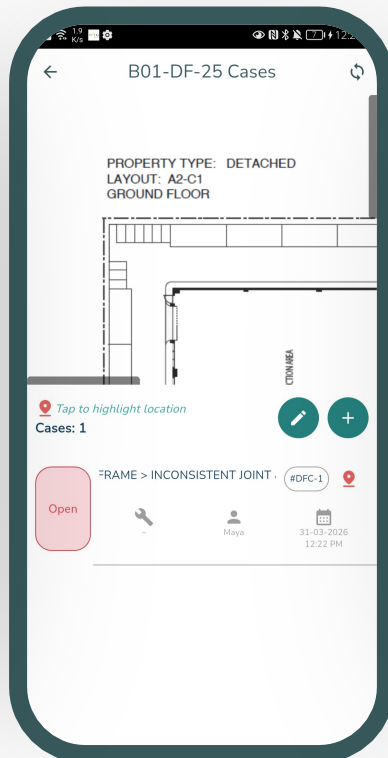 1.9
K/s
7
12:2
B01-DF-25 Cases
PROPERTY TYPE: DETACHED
LAYOUT: A2-C1
GROUND FLOOR
CTION AREA
Tap to highlight location
Cases: 1
Open
FRAME > INCONSISTENT JOINT
#DFC-1
-
Maya
31-03-2026
12:22 PM